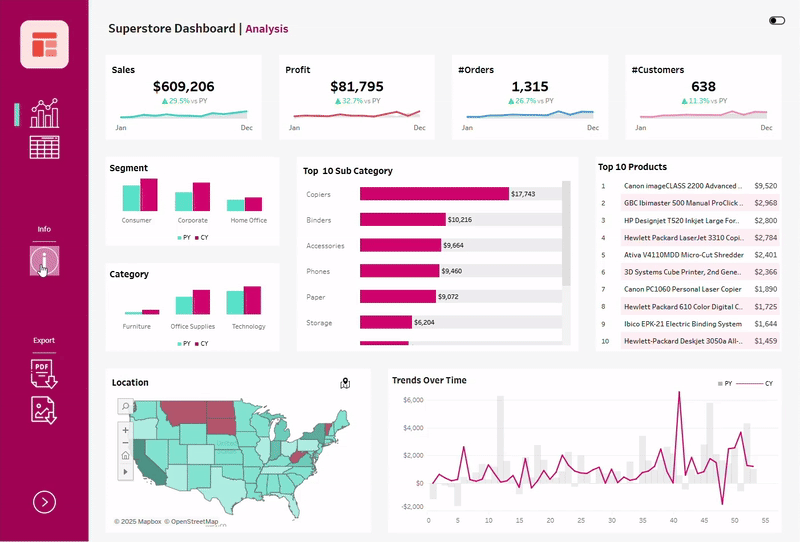 Superstore Dashboard | Analysis
Sales
$609,206
▲ 29.5% vs PY
Jan Dec
Profit
$81,795
▲ 32.7% vs PY
Jan Dec
#Orders
1,315
▲ 26.7% vs PY
Jan Dec
#Customers
638
▲ 11.3% vs PY
Jan Dec
Info
Export
PDF
Segment
Consumer Corporate Home Office
PY CY
Category
Furniture Office Supplies Technology
PY CY
Top 10 Sub Category
Copiers $17,743
Binders $10,216
Accessories $9,664
Phones $9,460
Paper $9,072
Storage $6,204
Top 10 Products
1 Canon imageCLASS 2200 Advanced .. $9,520
2 GBC Ibimaster 500 Manual ProClick .. $2,968
3 HP Designjet T520 Inkjet Large For.. $2,800
4 Hewlett Packard LaserJet 3310 Copi.. $2,784
5 Ativa V4110MDD Micro-Cut Shredder $2,401
6 3D Systems Cube Printer, 2nd Gene.. $2,366
7 Canon PC1060 Personal Laser Copier $1,890
8 Hewlett Packard 610 Color Digital C.. $1,725
9 Ibico EPK-21 Electric Binding System $1,644
10 Hewlett-Packard Deskjet 3050a All-.. $1,459
Location
© 2025 Mapbox © OpenStreetMap
Trends Over Time
PY CY
$6,000
$4,000
$2,000
$0
-$2,000
0 5 10 15 20 25 30 35 40 45 50 55